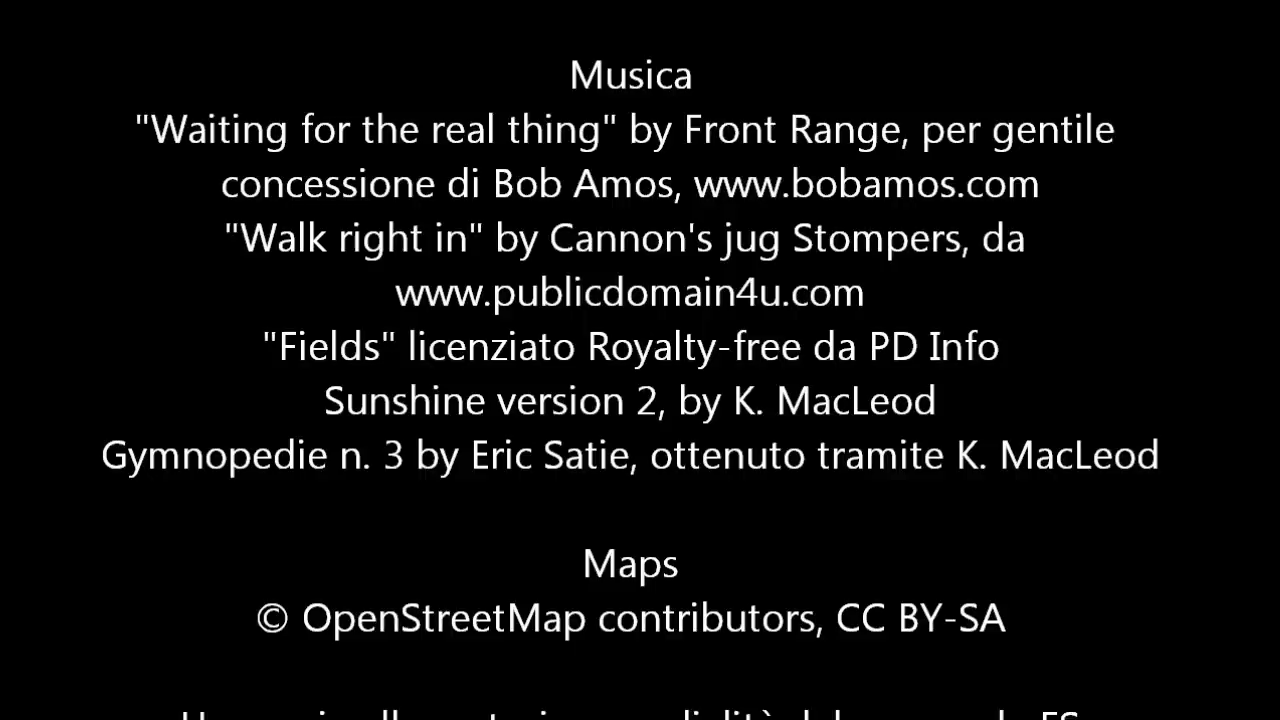 Musica
"Waiting for the real thing" by Front Range, per gentile
concessione di Bob Amos, www.bobamos.com
"Walk right in" by Cannon's jug Stompers, da
www.publicdomain4u.com
"Fields" licenziato Royalty-free da PD Info
Sunshine version 2, by K. MacLeod
Gymnopedie n. 3 by Eric Satie, ottenuto tramite K. MacLeod
Maps
© OpenStreetMap contributors, CC BY-SA